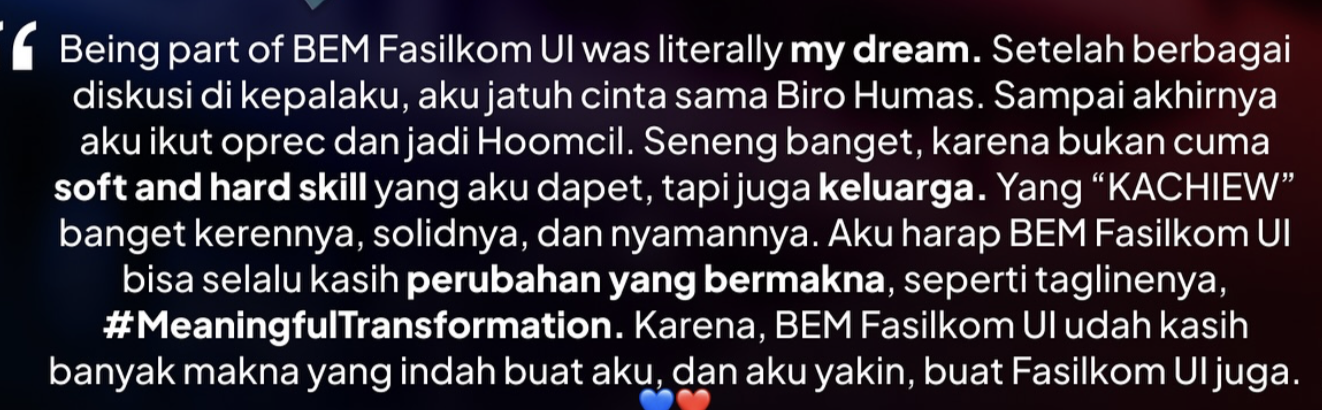 “ Being part of BEM Fasilkom UI was literally my dream. Setelah berbagai
diskusi di kepalaku, aku jatuh cinta sama Biro Humas. Sampai akhirnya
aku ikut oprec dan jadi Hoomcil. Seneng banget, karena bukan cuma
soft and hard skill yang aku dapet, tapi juga keluarga. Yang “KACHIEW”
banget kerennya, solidnya, dan nyamannya. Aku harap BEM Fasilkom UI
bisa selalu kasih perubahan yang bermakna, seperti taglinenya,
#MeaningfulTransformation. Karena, BEM Fasilkom UI udah kasih
banyak makna yang indah buat aku, dan aku yakin, buat Fasilkom UI juga.
💙❤️